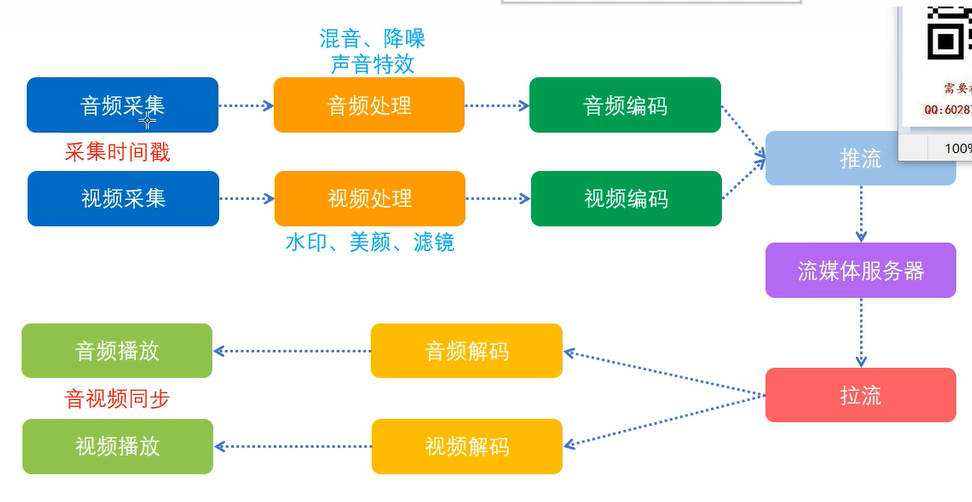 混音、降噪
声音特效
音频采集
音频处理
音频编码
采集时间戳
推流
视频采集
视频处理
视频编码
水印、美颜、滤镜
流媒体服务器
音频播放
音频解码
音视频同步
拉流
视频播放
视频解码
需要
QQ:6028
100%